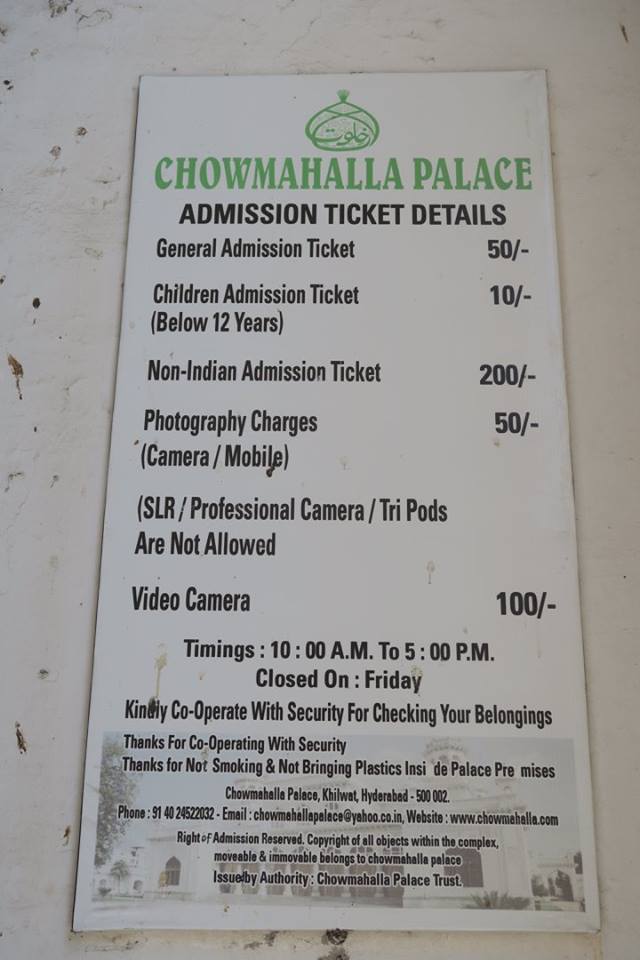 خلوت
CHOWMAHALLA PALACE
ADMISSION TICKET DETAILS
General Admission Ticket 50/-
Children Admission Ticket 10/-
(Below 12 Years)
Non-Indian Admission Ticket 200/-
Photography Charges 50/-
(Camera / Mobile)
(SLR / Professional Camera / Tri Pods
Are Not Allowed
Video Camera 100/-
Timings : 10 : 00 A.M. To 5 : 00 P.M.
Closed On : Friday
Kindly Co-Operate With Security For Checking Your Belongings
Thanks For Co-Operating With Security
Thanks for Not Smoking & Not Bringing Plastics Insi de Palace Pre mises
Chowmahalla Palace, Khilwat, Hyderabad - 500 002.
Phone : 91 40 24522032 - Email : chowmahallapalace@yahoo.co.in, Website : www.chowmahalla.com
Right of Admission Reserved. Copyright of all objects within the complex,
moveable & immovable belongs to chowmahalla palace
Issued by Authority : Chowmahalla Palace Trust.